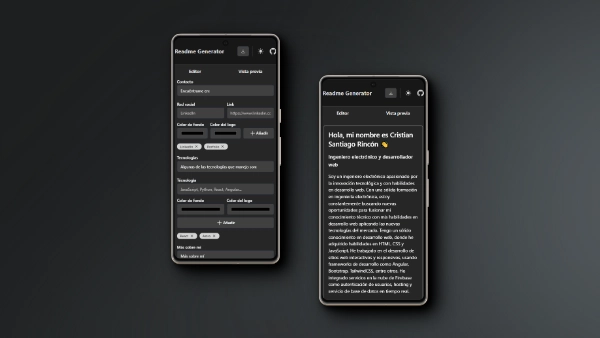 Readme Generator
Editor Vista previa
Contacto
Encuéntrame en:
Red social Link
LinkedIn https://www.linkedin.co
Color de fondo Color del logo
+ Añadir
Tecnologías
Algunas de las tecnologías que manejo son:
Tecnología
JavaScript, Python, React, Angular...
Color de fondo Color del logo
+ Añadir
Más sobre mí
Más sobre mí
Readme Generator
Editor Vista previa
Hola, mi nombre es Cristian
Santiago Rincón 👋
Ingeniero electrónico y desarrollador
web
Soy un ingeniero electrónico apasionado por
la innovación tecnológica y con habilidades
en desarrollo web. Con una sólida formación
en ingeniería electrónica, estoy
constantemente buscando nuevas
oportunidades para fusionar mi
conocimiento técnico con mis habilidades en
desarrollo web aplicando las nuevas
tecnologías del mercado. Tengo un sólido
conocimiento en desarrollo web, donde he
adquirido habilidades en HTML, CSS y
JavaScript. He trabajado en el desarrollo de
sitios web interactivos y responsivos, usando
frameworks de desarrollo como Angular,
Bootstrap, TailwindCSS, entre otros. He
integrado servicios en la nube de Firebase
como autenticación de usuarios, hosting y
servicio de base de datos en tiempo real.